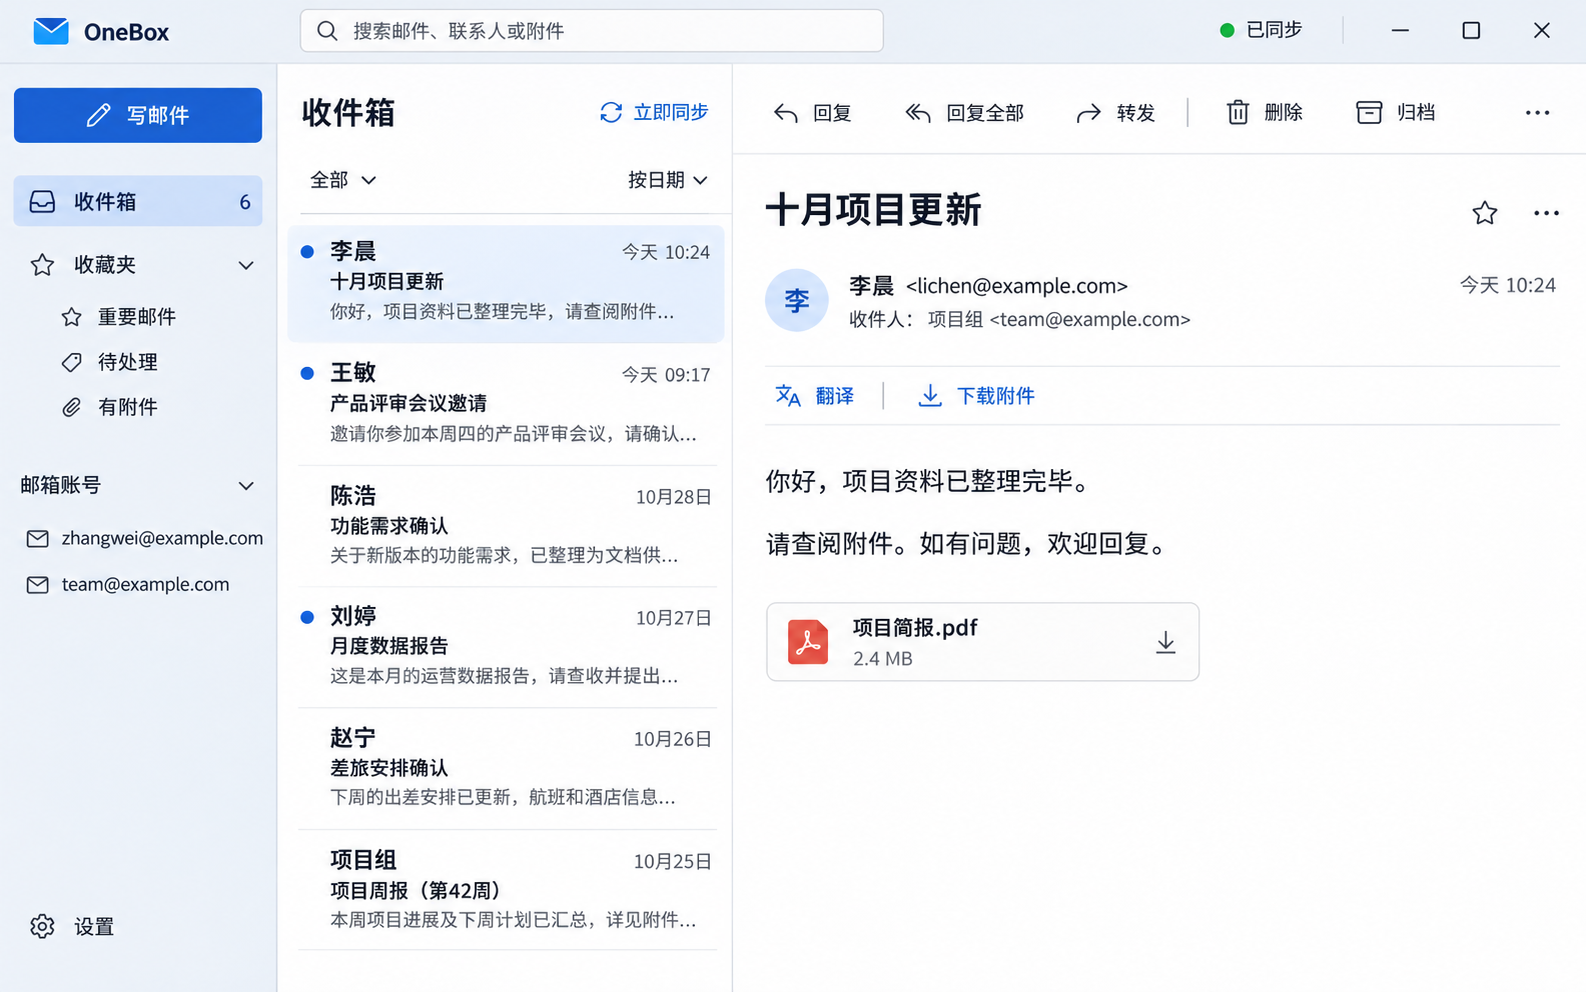 OneBox
搜索邮件、联系人或附件
已同步
写邮件
收件箱 6
收藏夹
重要邮件
待处理
有附件
邮箱账号
zhangwei@example.com
team@example.com
设置
收件箱
立即同步
全部
按日期
李晨 今天 10:24
十月项目更新
你好，项目资料已整理完毕，请查阅附件...
王敏 今天 09:17
产品评审会议邀请
邀请你参加本周四的产品评审会议，请确认...
陈浩 10月28日
功能需求确认
关于新版本的功能需求，已整理为文档供...
刘婷 10月27日
月度数据报告
这是本月的运营数据报告，请查收并提出...
赵宁 10月26日
差旅安排确认
下周的出差安排已更新，航班和酒店信息...
项目组 10月25日
项目周报（第42周）
本周项目进展及下周计划已汇总，详见附件...
回复 回复全部 转发 删除 归档
十月项目更新
李
李晨 <lichen@example.com> 今天 10:24
收件人： 项目组 <team@example.com>
翻译 下载附件
你好，项目资料已整理完毕。
请查阅附件。如有问题，欢迎回复。
项目简报.pdf
2.4 MB